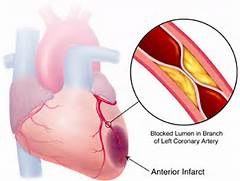 Blocked Lumen in Branch
of Left Coronary Artery
Anterior Infarct